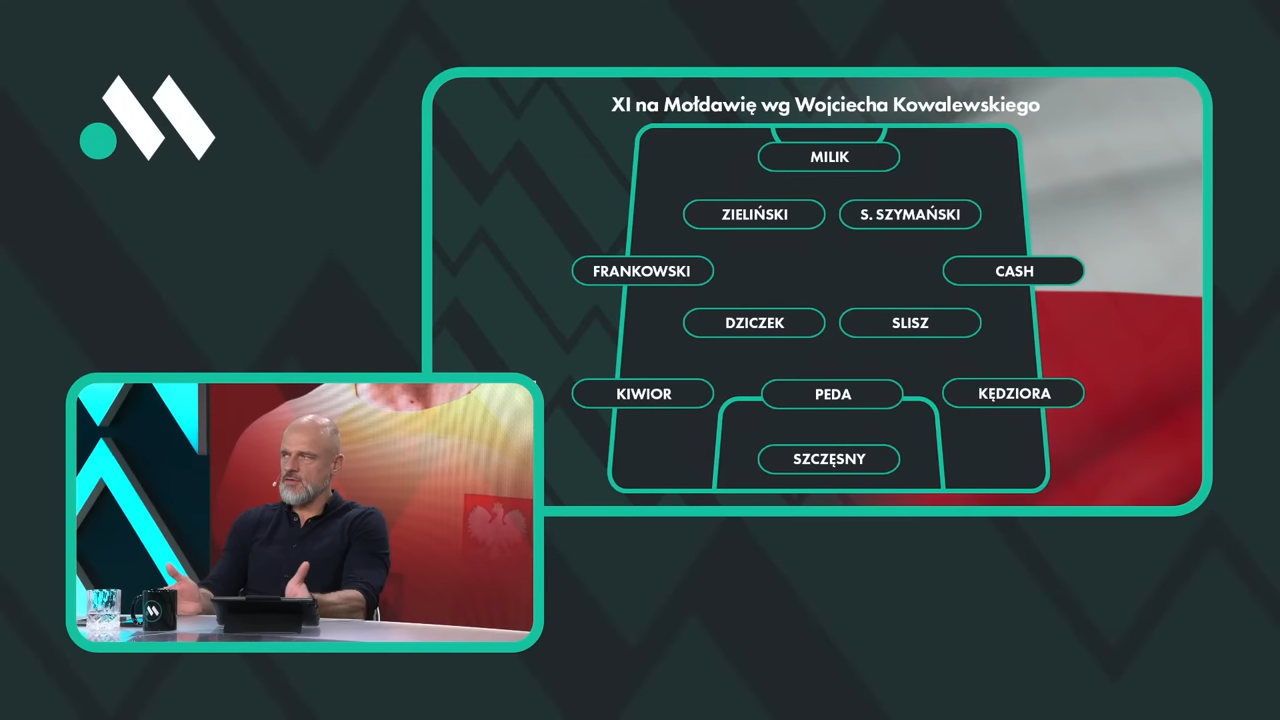 XI na Mołdawię wg Wojciecha Kowalewskiego
MILIK
ZIELIŃSKI
S. SZYMAŃSKI
FRANKOWSKI
CASH
DZICZEK
SLISZ
KIWIOR
PEDA
KĘDZIORA
SZCZĘSNY